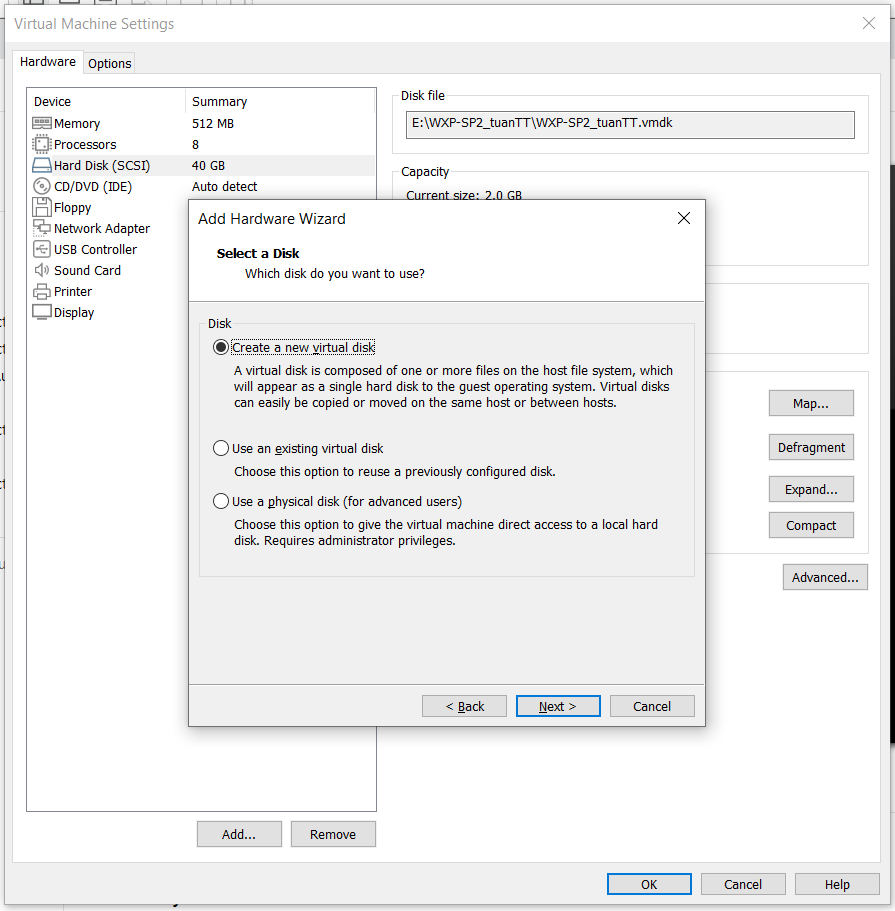 Virtual Machine Settings
Hardware
Options
Device Summary
Memory 512 MB
Processors 8
Hard Disk (SCSI) 40 GB
CD/DVD (IDE) Auto detect
Floppy
Network Adapter
USB Controller
Sound Card
Printer
Display
Add...
Remove
Disk file
E:\WXP-SP2_tuanTT\WXP-SP2_tuanTT.vmdk
Capacity
Current size: 2.0 GB
Map...
Defragment
Expand...
Compact
Advanced...
Add Hardware Wizard
Select a Disk
Which disk do you want to use?
Disk
Create a new virtual disk
A virtual disk is composed of one or more files on the host file system, which
will appear as a single hard disk to the guest operating system. Virtual disks
can easily be copied or moved on the same host or between hosts.
Use an existing virtual disk
Choose this option to reuse a previously configured disk.
Use a physical disk (for advanced users)
Choose this option to give the virtual machine direct access to a local hard
disk. Requires administrator privileges.
< Back
Next >
Cancel
OK
Cancel
Help